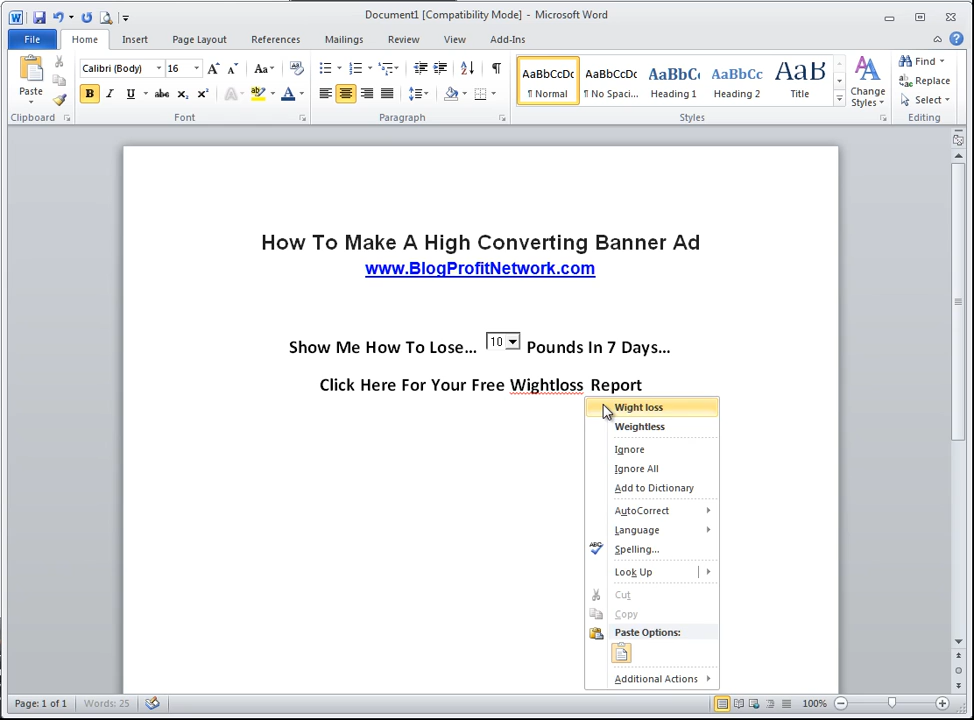 Document1 [Compatibility Mode] - Microsoft Word
File Home Insert Page Layout References Mailings Review View Add-Ins
Calibri (Body) 16
Aa
Paste
B I U abc X₂ X²
AaBbCcDc AaBbCcDc AaBbCc AaBbCc AaB
¶ Normal ¶ No Spaci... Heading 1 Heading 2 Title
Change Styles
Find
Replace
Select
Clipboard Font Paragraph Styles Editing
How To Make A High Converting Banner Ad
www.BlogProfitNetwork.com
Show Me How To Lose... 10 Pounds In 7 Days...
Click Here For Your Free Wightloss Report
Wight loss
Weightless
Ignore
Ignore All
Add to Dictionary
AutoCorrect
Language
Spelling...
Look Up
Cut
Copy
Paste Options:
Additional Actions
Page: 1 of 1 Words: 25 100%